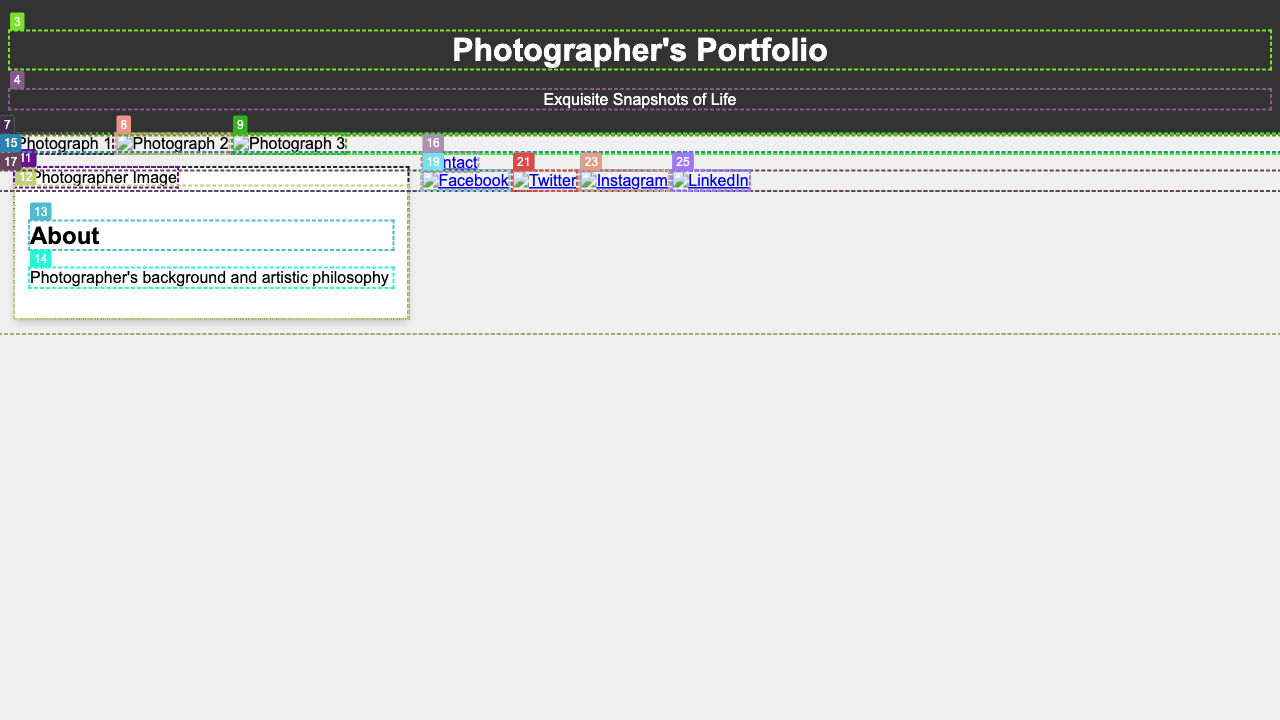 3
Photographer's Portfolio
4
Exquisite Snapshots of Life
7 8 9
Photograph 1 Photograph 2 Photograph 3
15 16
17 11 19 21 23 25
Facebook Twitter Instagram LinkedIn
12 Photographer Image
13
About
14
Photographer's background and artistic philosophy